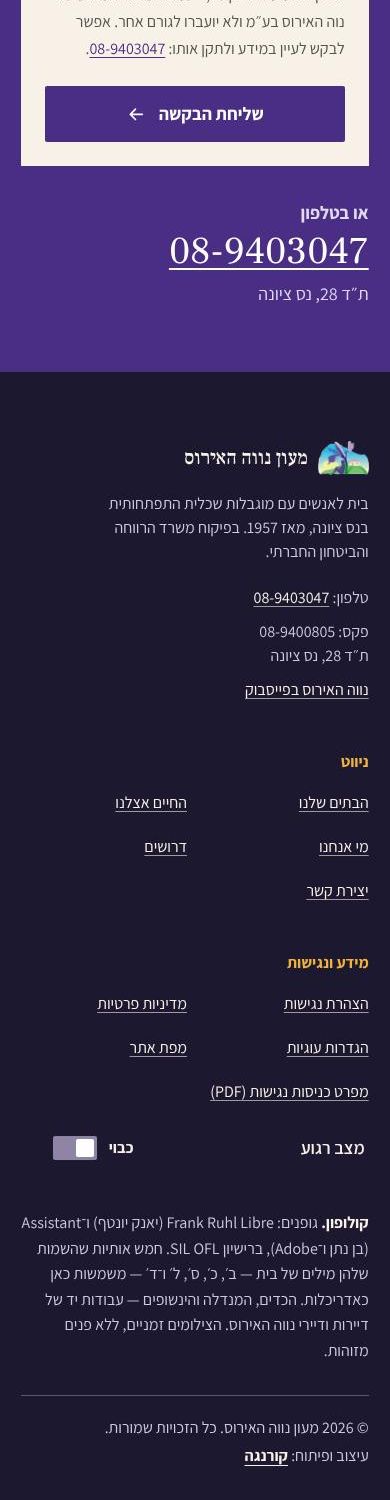 נווה האירוס בע״מ ולא יועברו לגורם אחר. אפשר
לבקש לעיין במידע ולתקן אותו: 08-9403047.
שליחת הבקשה ←
או בטלפון
08-9403047
ת״ד 28, נס ציונה
מעון נווה האירוס
בית לאנשים עם מוגבלות שכלית התפתחותית
בנס ציונה, מאז 1957. בפיקוח משרד הרווחה
והביטחון החברתי.
טלפון: 08-9403047
פקס: 08-9400805
ת״ד 28, נס ציונה
נווה האירוס בפייסבוק
ניווט
הבתים שלנו החיים אצלנו
מי אנחנו דרושים
יצירת קשר
מידע ונגישות
הצהרת נגישות מדיניות פרטיות
הגדרות עוגיות מפת אתר
מפרט כניסות נגישות (PDF)
מצב רגוע כבוי
קולופון. גופנים: Frank Ruhl Libre (יאנק יונטף) ו־Assistant
(בן נתן ו־Adobe), ברישיון SIL OFL. חמש אותיות שהשמות
שלהן מילים של בית — ב׳, כ׳, ס׳, ל׳ ו־ד׳ — משמשות כאן
כאדריכלות. הכדים, המנדלה והינשופים — עבודות יד של
דיירות ודיירי נווה האירוס. הצילומים זמניים, ללא פנים
מזוהות.
© 2026 מעון נווה האירוס. כל הזכויות שמורות.
עיצוב ופיתוח: קורנגה